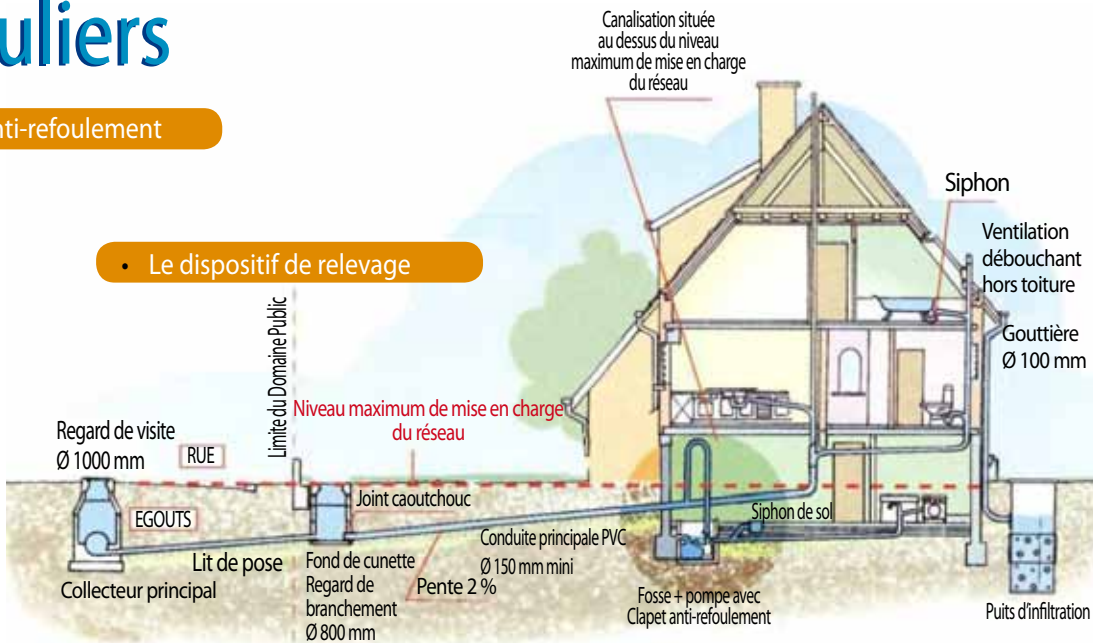 uliers
nti-refoulement
• Le dispositif de relevage
Canalisation située
au dessus du niveau
maximum de mise en charge
du réseau
Siphon
Ventilation
débouchant
hors toiture
Gouttière
Ø 100 mm
Limite du Domaine Public
Niveau maximum de mise en charge
du réseau
Regard de visite
Ø 1000 mm
RUE
EGOUTS
Joint caoutchouc
Siphon de sol
Lit de pose
Collecteur principal
Fond de cunette
Regard de
branchement
Ø 800 mm
Pente 2 %
Conduite principale PVC
Ø 150 mm mini
Fosse + pompe avec
Clapet anti-refoulement
Puits d'infiltration